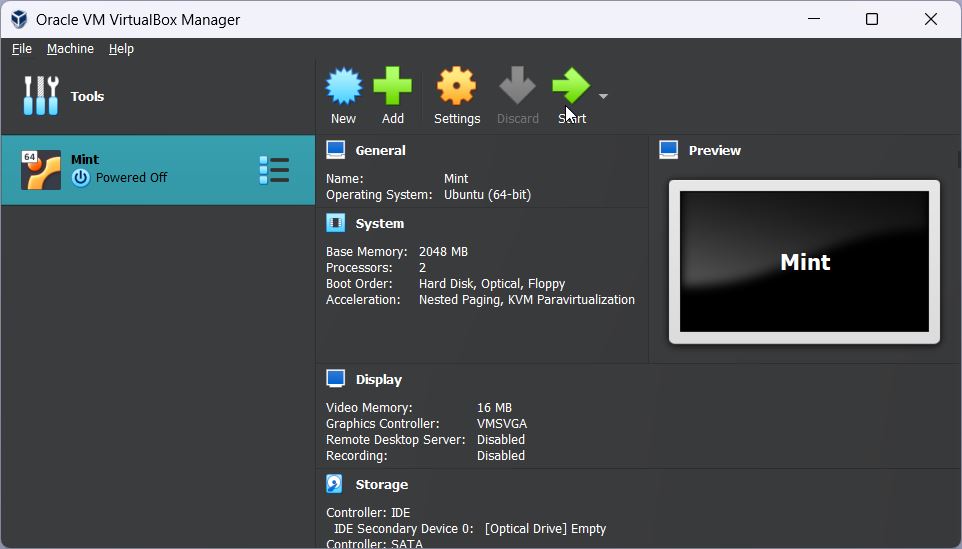 Oracle VM VirtualBox Manager
File Machine Help
Tools
New Add Settings Discard Start
64
Mint
Powered Off
General
Name: Mint
Operating System: Ubuntu (64-bit)
System
Base Memory: 2048 MB
Processors: 2
Boot Order: Hard Disk, Optical, Floppy
Acceleration: Nested Paging, KVM Paravirtualization
Preview
Mint
Display
Video Memory: 16 MB
Graphics Controller: VMSVGA
Remote Desktop Server: Disabled
Recording: Disabled
Storage
Controller: IDE
IDE Secondary Device 0: [Optical Drive] Empty
Controller: SATA